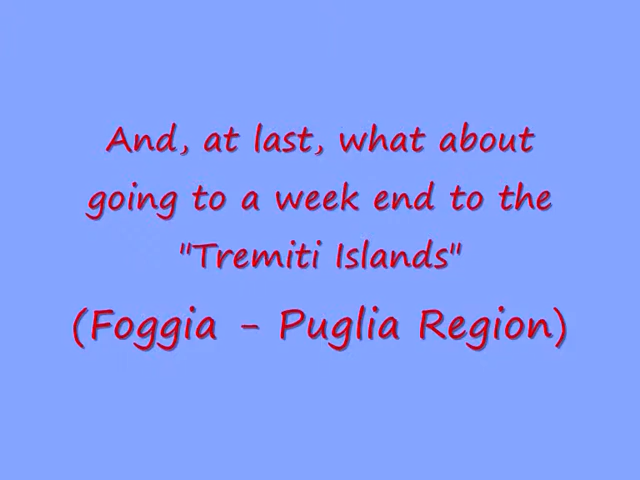 And, at last, what about
going to a week end to the
"Tremiti Islands"
(Foggia - Puglia Region)